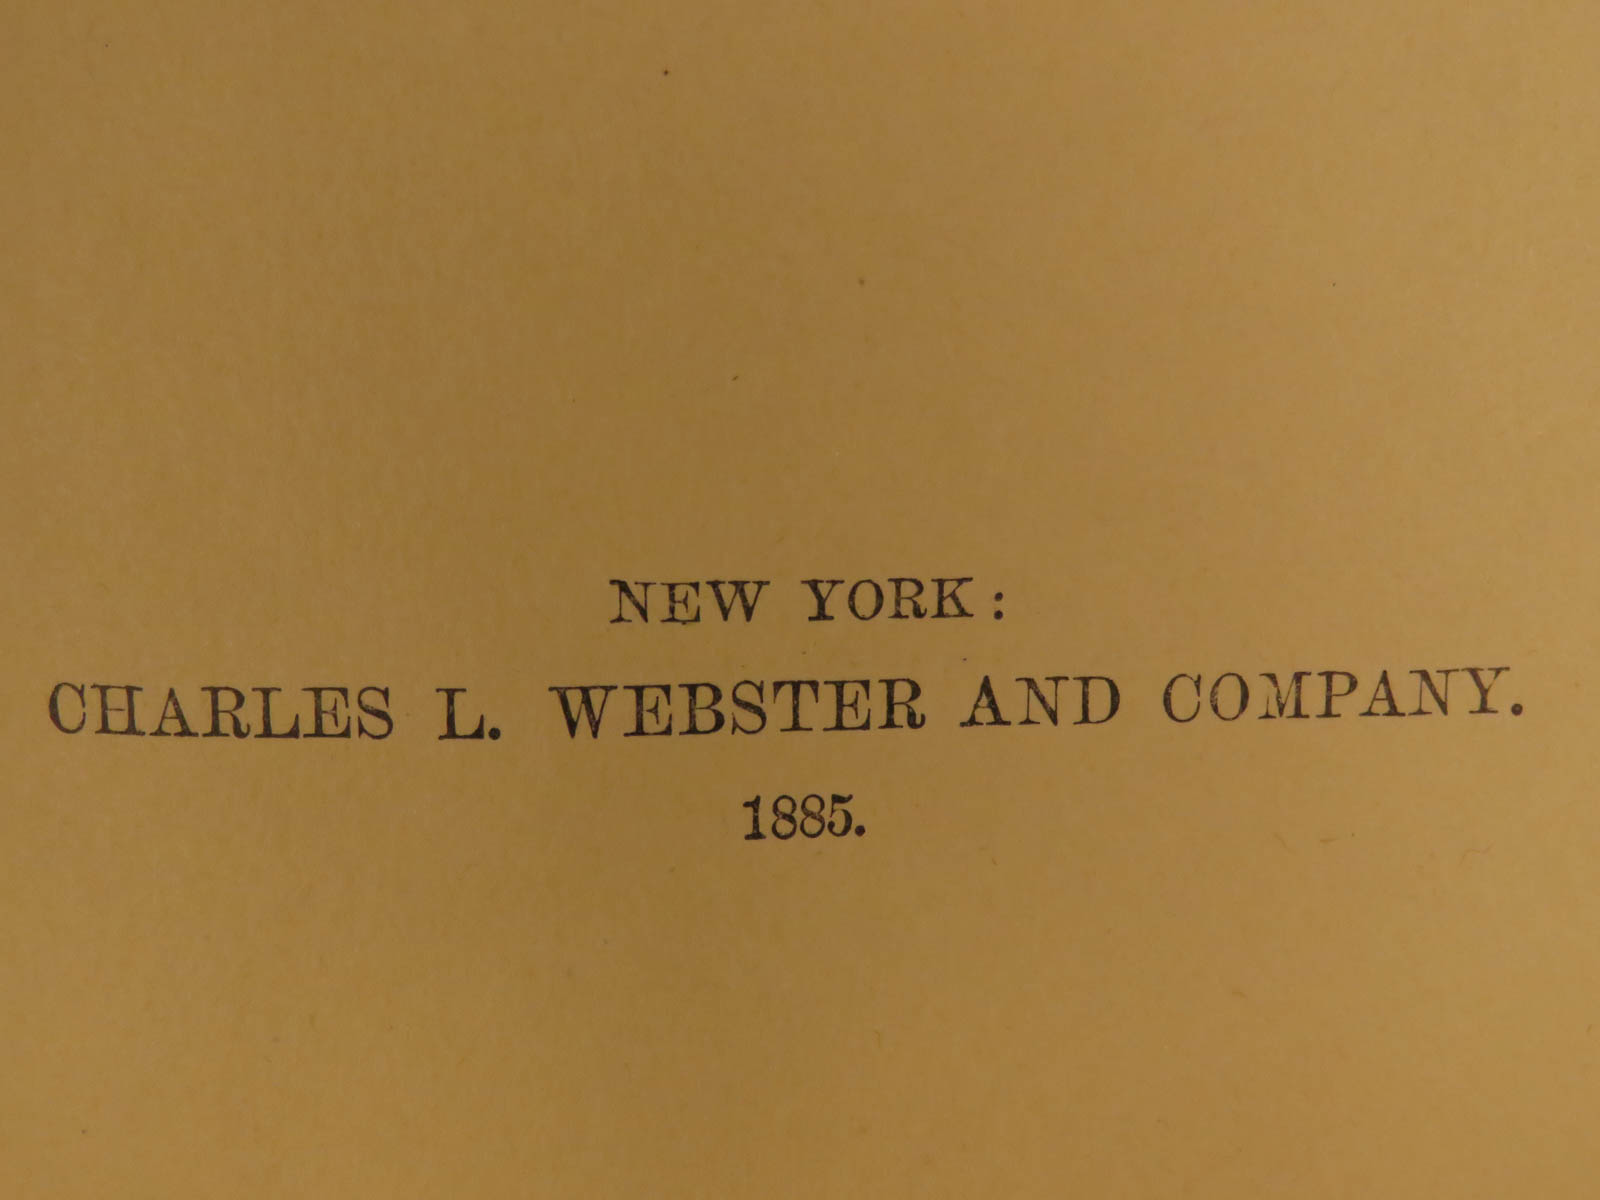 NEW YORK:
CHARLES L. WEBSTER AND COMPANY.
1885.